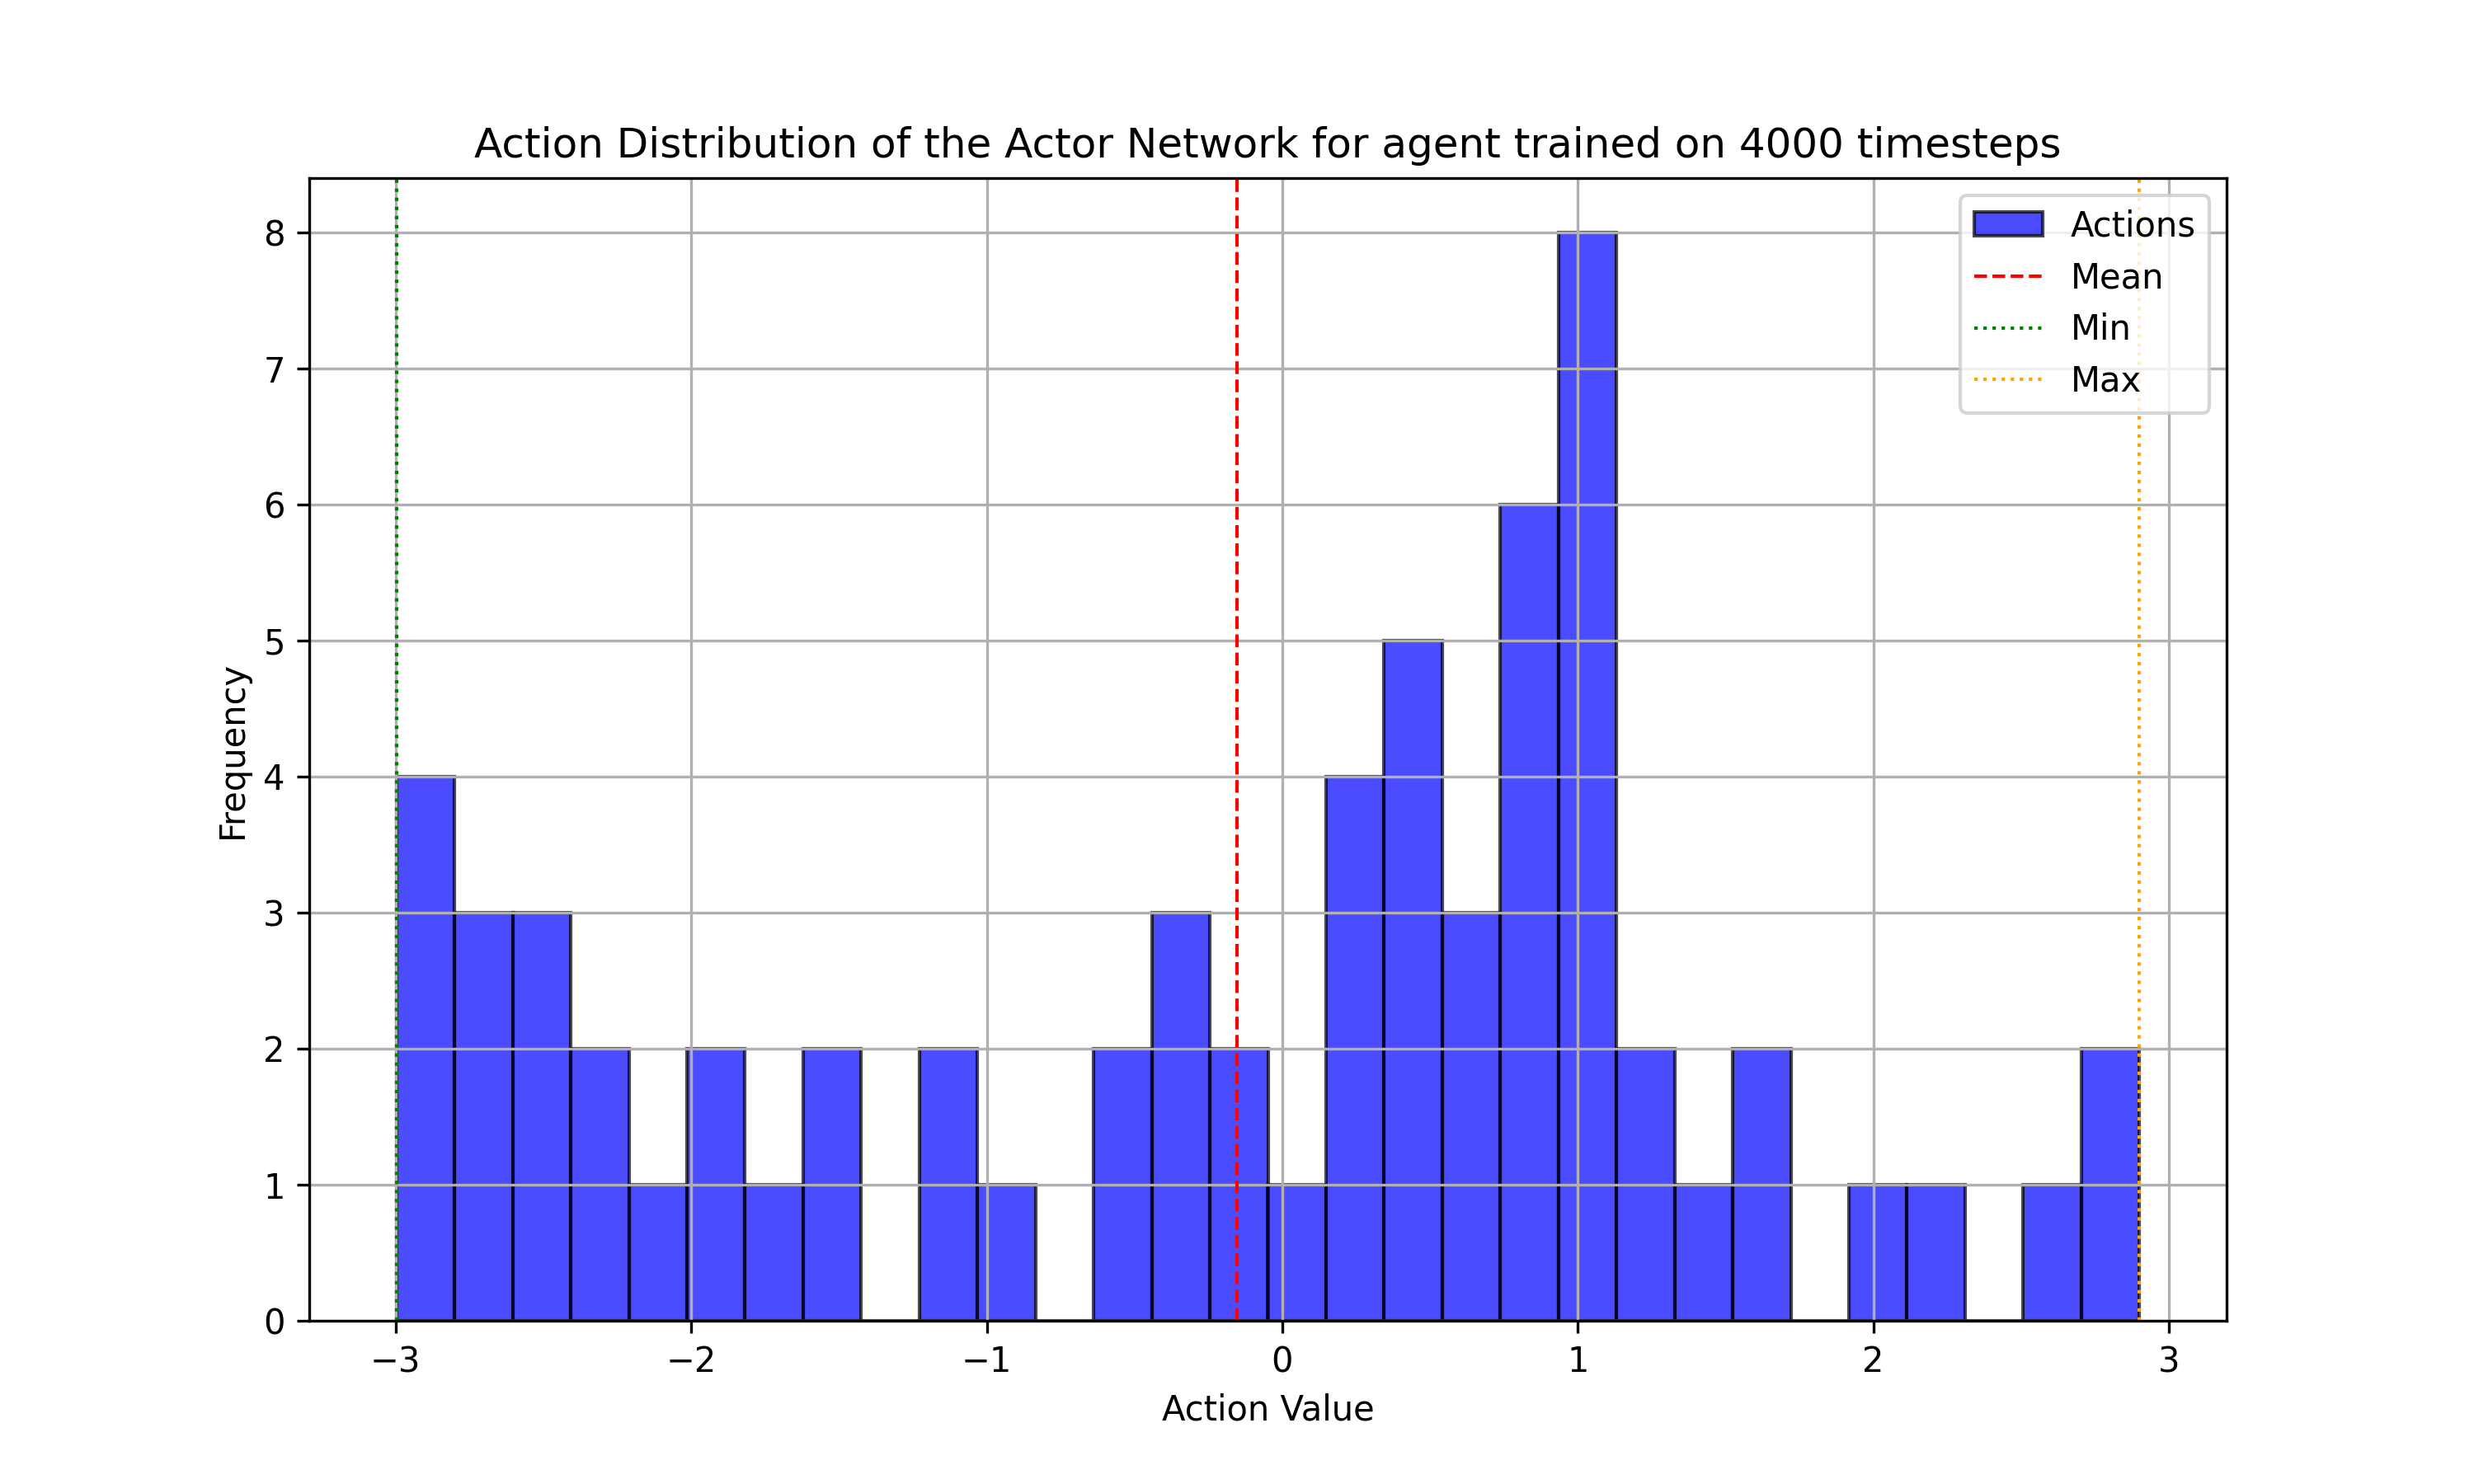 Action Distribution of the Actor Network for agent trained on 4000 timesteps
Actions
Mean
Min
Max
Frequency
8
7
6
5
4
3
2
1
0
−3 −2 −1 0 1 2 3
Action Value